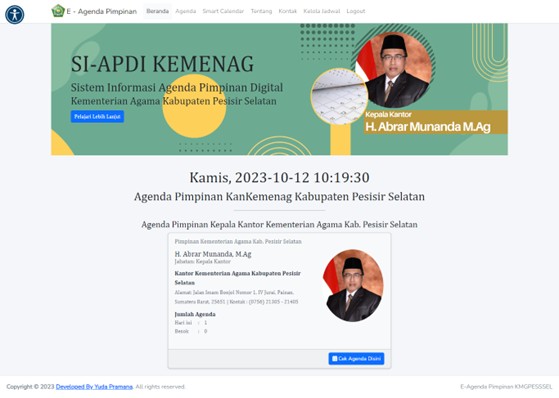 E - Agenda Pimpinan Beranda Agenda Smart Calendar Tentang Kontak Kelola Jadwal Logout
SI-APDI KEMENAG
Sistem Informasi Agenda Pimpinan Digital
Kementerian Agama Kabupaten Pesisir Selatan
Pelajari Lebih Lanjut
Kepala Kantor
H. Abrar Munanda M.Ag
Kamis, 2023-10-12 10:19:30
Agenda Pimpinan KanKemenag Kabupaten Pesisir Selatan
Agenda Pimpinan Kepala Kantor Kementerian Agama Kab. Pesisir Selatan
Pimpinan Kementerian Agama Kab. Pesisir Selatan
H. Abrar Munanda, M.Ag
Jabatan: Kepala Kantor
Kantor Kementerian Agama Kabupaten Pesisir
Selatan
Alamat: Jalan Imam Bonjol Nomor 1, IV Jurai, Painan,
Sumatera Barat, 25651 | Kontak : (0756) 21305 - 21405
Jumlah Agenda
Hari ini : 1
Besok : 0
Cek Agenda Disini
Copyright © 2023 Developed By Yuda Pramana. All rights reserved. E-Agenda Pimpinan KMGPESSSEL